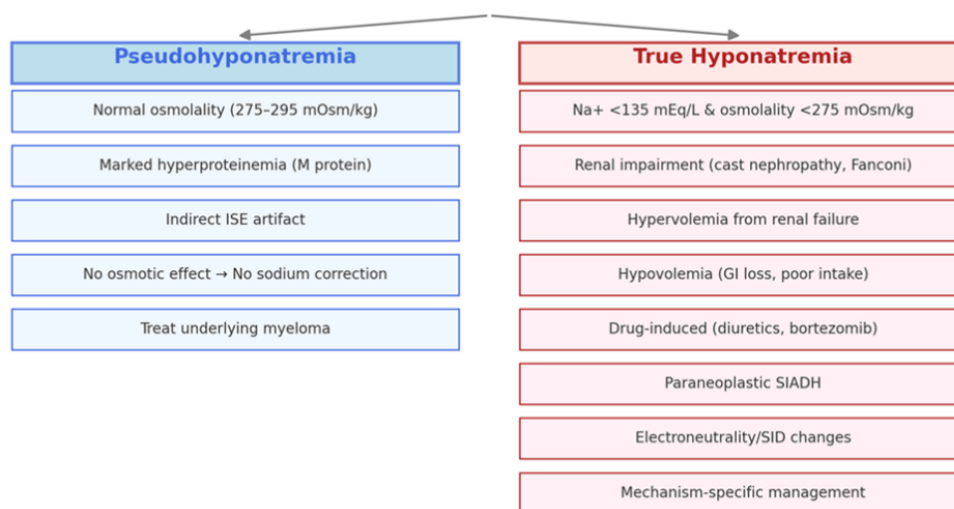 Pseudohyponatremia
Normal osmolality (275–295 mOsm/kg)
Marked hyperproteinemia (M protein)
Indirect ISE artifact
No osmotic effect → No sodium correction
Treat underlying myeloma
True Hyponatremia
Na+ <135 mEq/L & osmolality <275 mOsm/kg
Renal impairment (cast nephropathy, Fanconi)
Hypervolemia from renal failure
Hypovolemia (GI loss, poor intake)
Drug-induced (diuretics, bortezomib)
Paraneoplastic SIADH
Electroneutrality/SID changes
Mechanism-specific management